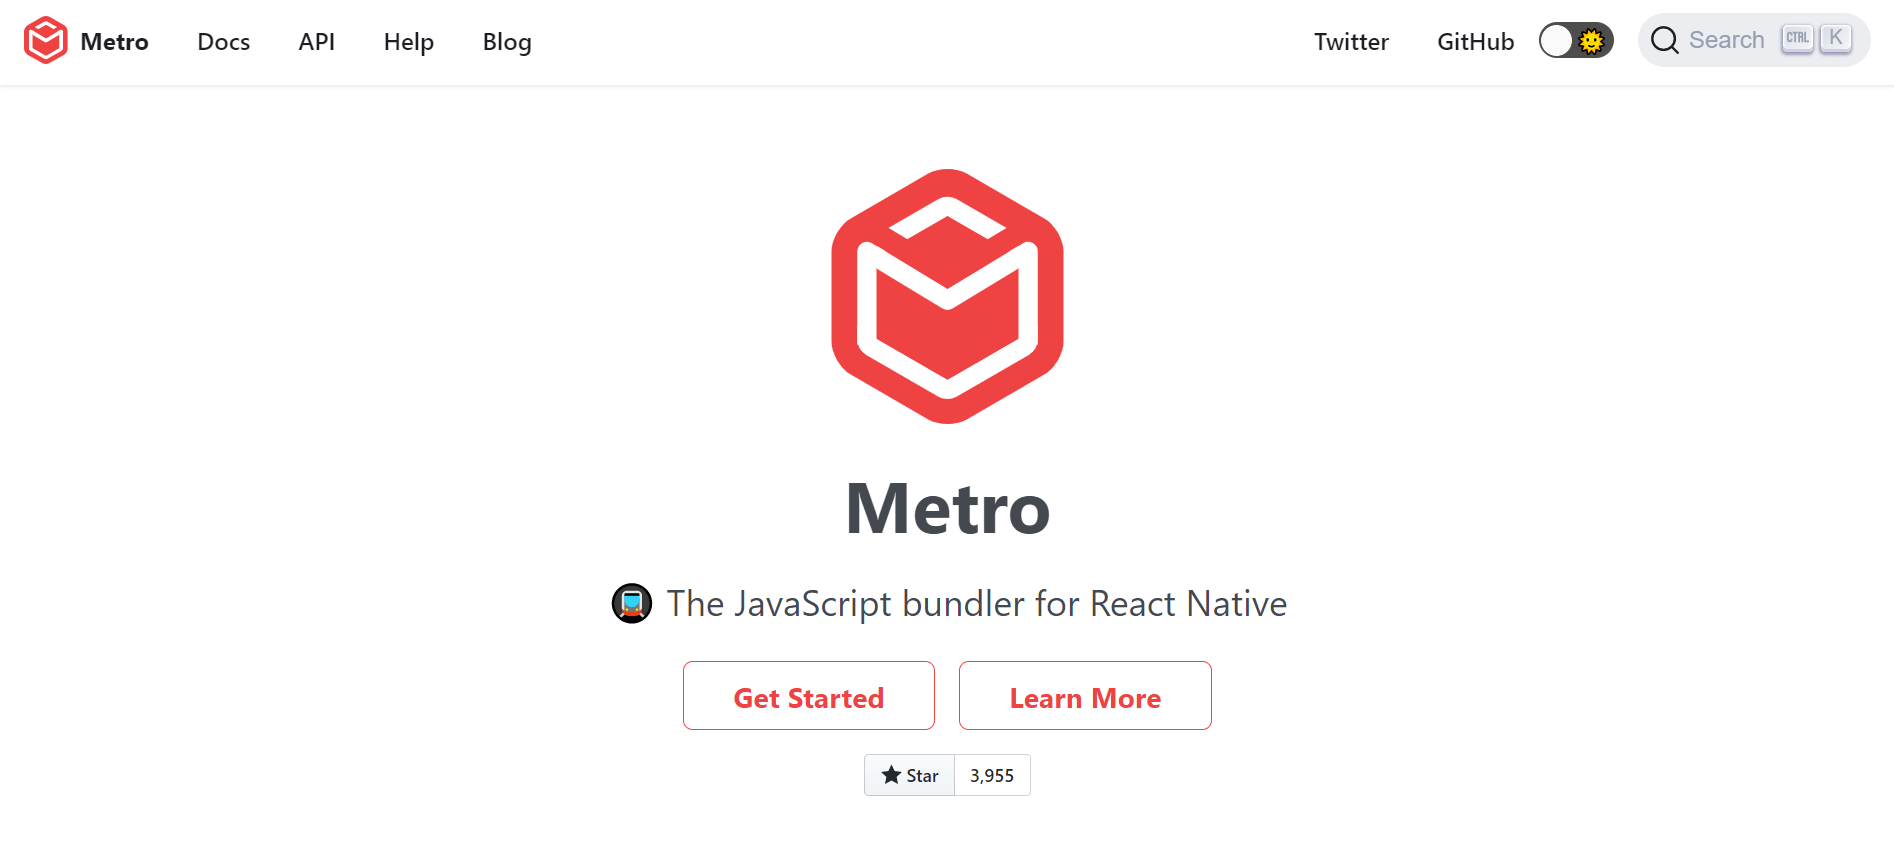 Metro Docs API Help Blog Twitter GitHub Search CTRL K
Metro
The JavaScript bundler for React Native
Get Started Learn More
Star 3,955